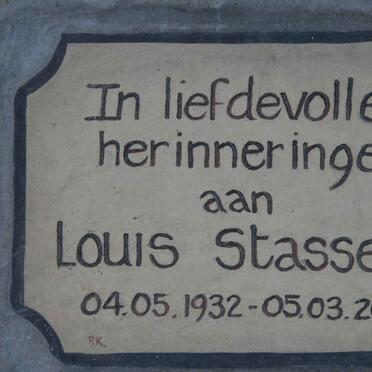 In liefdevolle
herinneringe
aan
Louis Stasse
04.05.1932-05.03.2
P.K.